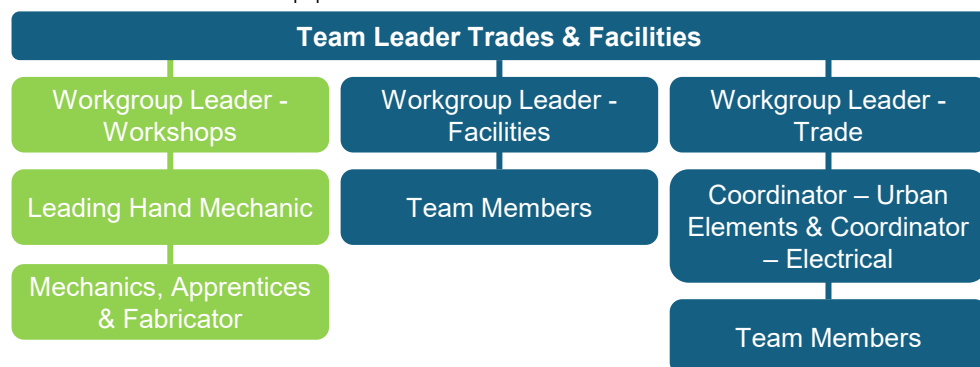 Team Leader Trades & Facilities
Workgroup Leader -
Workshops
Workgroup Leader -
Facilities
Workgroup Leader -
Trade
Leading Hand Mechanic
Team Members
Coordinator – Urban
Elements & Coordinator
– Electrical
Mechanics, Apprentices
& Fabricator
Team Members